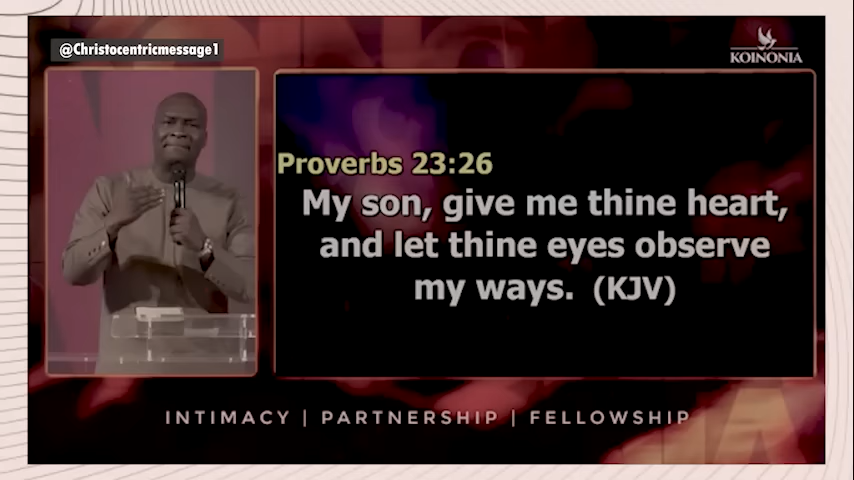 @Christocentricmessage1
KOINONIA
Proverbs 23:26
My son, give me thine heart,
and let thine eyes observe
my ways. (KJV)
INTIMACY | PARTNERSHIP | FELLOWSHIP